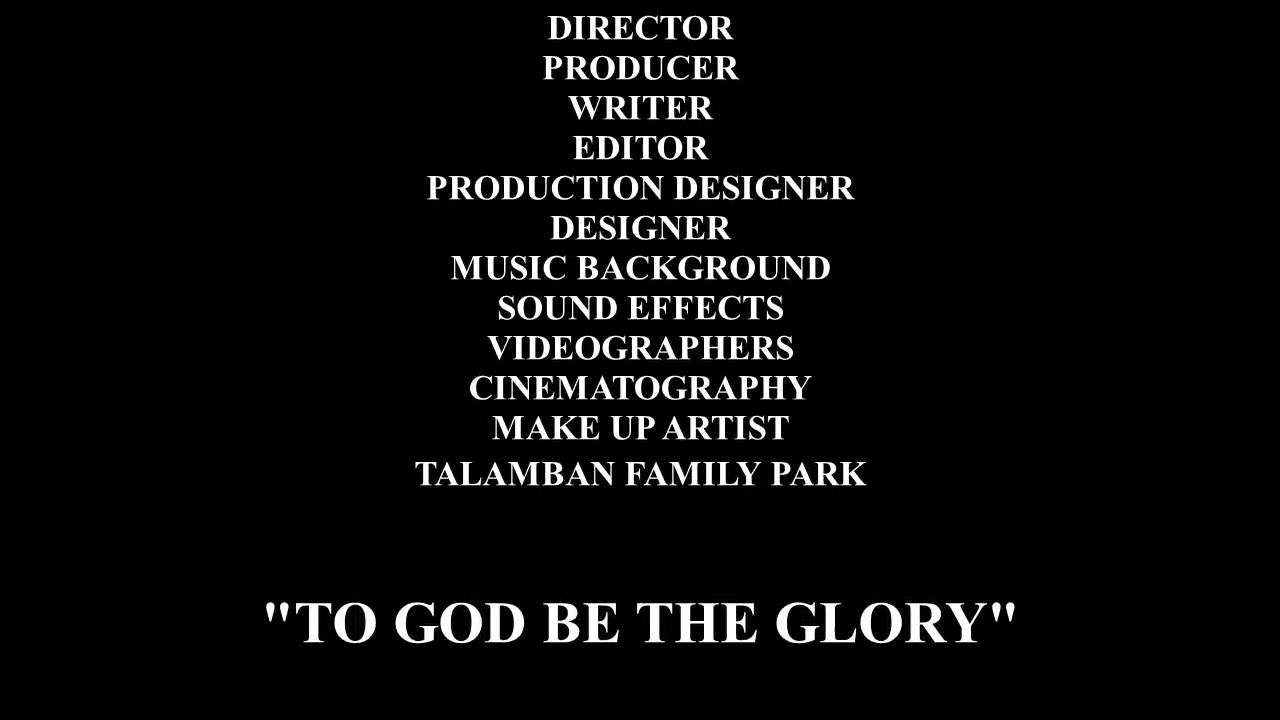 DIRECTOR
PRODUCER
WRITER
EDITOR
PRODUCTION DESIGNER
DESIGNER
MUSIC BACKGROUND
SOUND EFFECTS
VIDEOGRAPHERS
CINEMATOGRAPHY
MAKE UP ARTIST
TALAMBAN FAMILY PARK
"TO GOD BE THE GLORY"